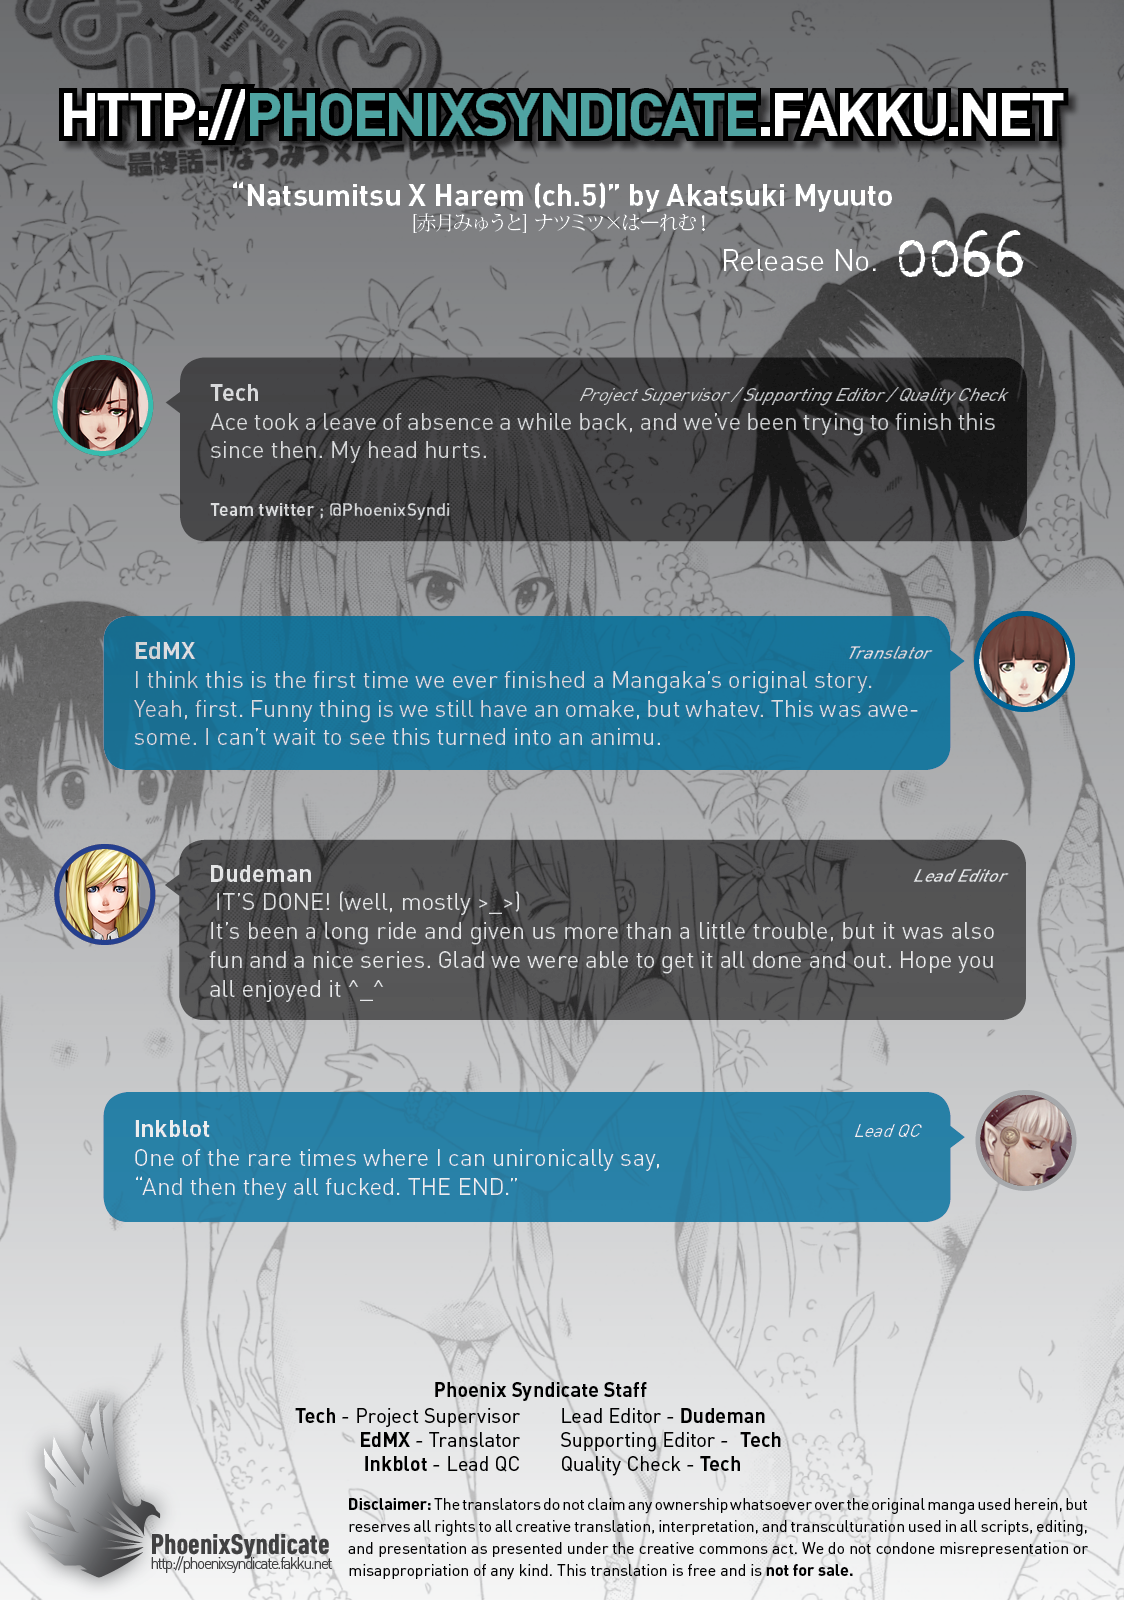 EPISODE
最終話-「なつみつ×ハーレム!!」
HTTP://PHOENIXSYNDICATE.FAKKU.NET
“Natsumitsu X Harem (ch.5)” by Akatsuki Myuuto
[赤月みゅうと] ナツミツ×はーれむ!
Release No. 0066
Tech
Project Supervisor / Supporting Editor / Quality Check
Ace took a leave of absence a while back, and we’ve been trying to finish this
since then. My head hurts.
Team twitter ; @PhoenixSyndi
EdMX
Translator
I think this is the first time we ever finished a Mangaka’s original story.
Yeah, first. Funny thing is we still have an omake, but whatev. This was awe-
some. I can’t wait to see this turned into an animu.
Dudeman
Lead Editor
IT’S DONE! (well, mostly >_>)
It’s been a long ride and given us more than a little trouble, but it was also
fun and a nice series. Glad we were able to get it all done and out. Hope you
all enjoyed it ^_^
Inkblot
Lead QC
One of the rare times where I can unironically say,
“And then they all fucked. THE END.”
Phoenix Syndicate Staff
Tech - Project Supervisor
Lead Editor - Dudeman
EdMX - Translator
Supporting Editor - Tech
Inkblot - Lead QC
Quality Check - Tech
Disclaimer: The translators do not claim any ownership whatsoever over the original manga used herein, but
reserves all rights to all creative translation, interpretation, and transculturation used in all scripts, editing,
and presentation as presented under the creative commons act. We do not condone misrepresentation or
misappropriation of any kind. This translation is free and is not for sale.
PhoenixSyndicate
http://phoenixsyndicate.fakku.net